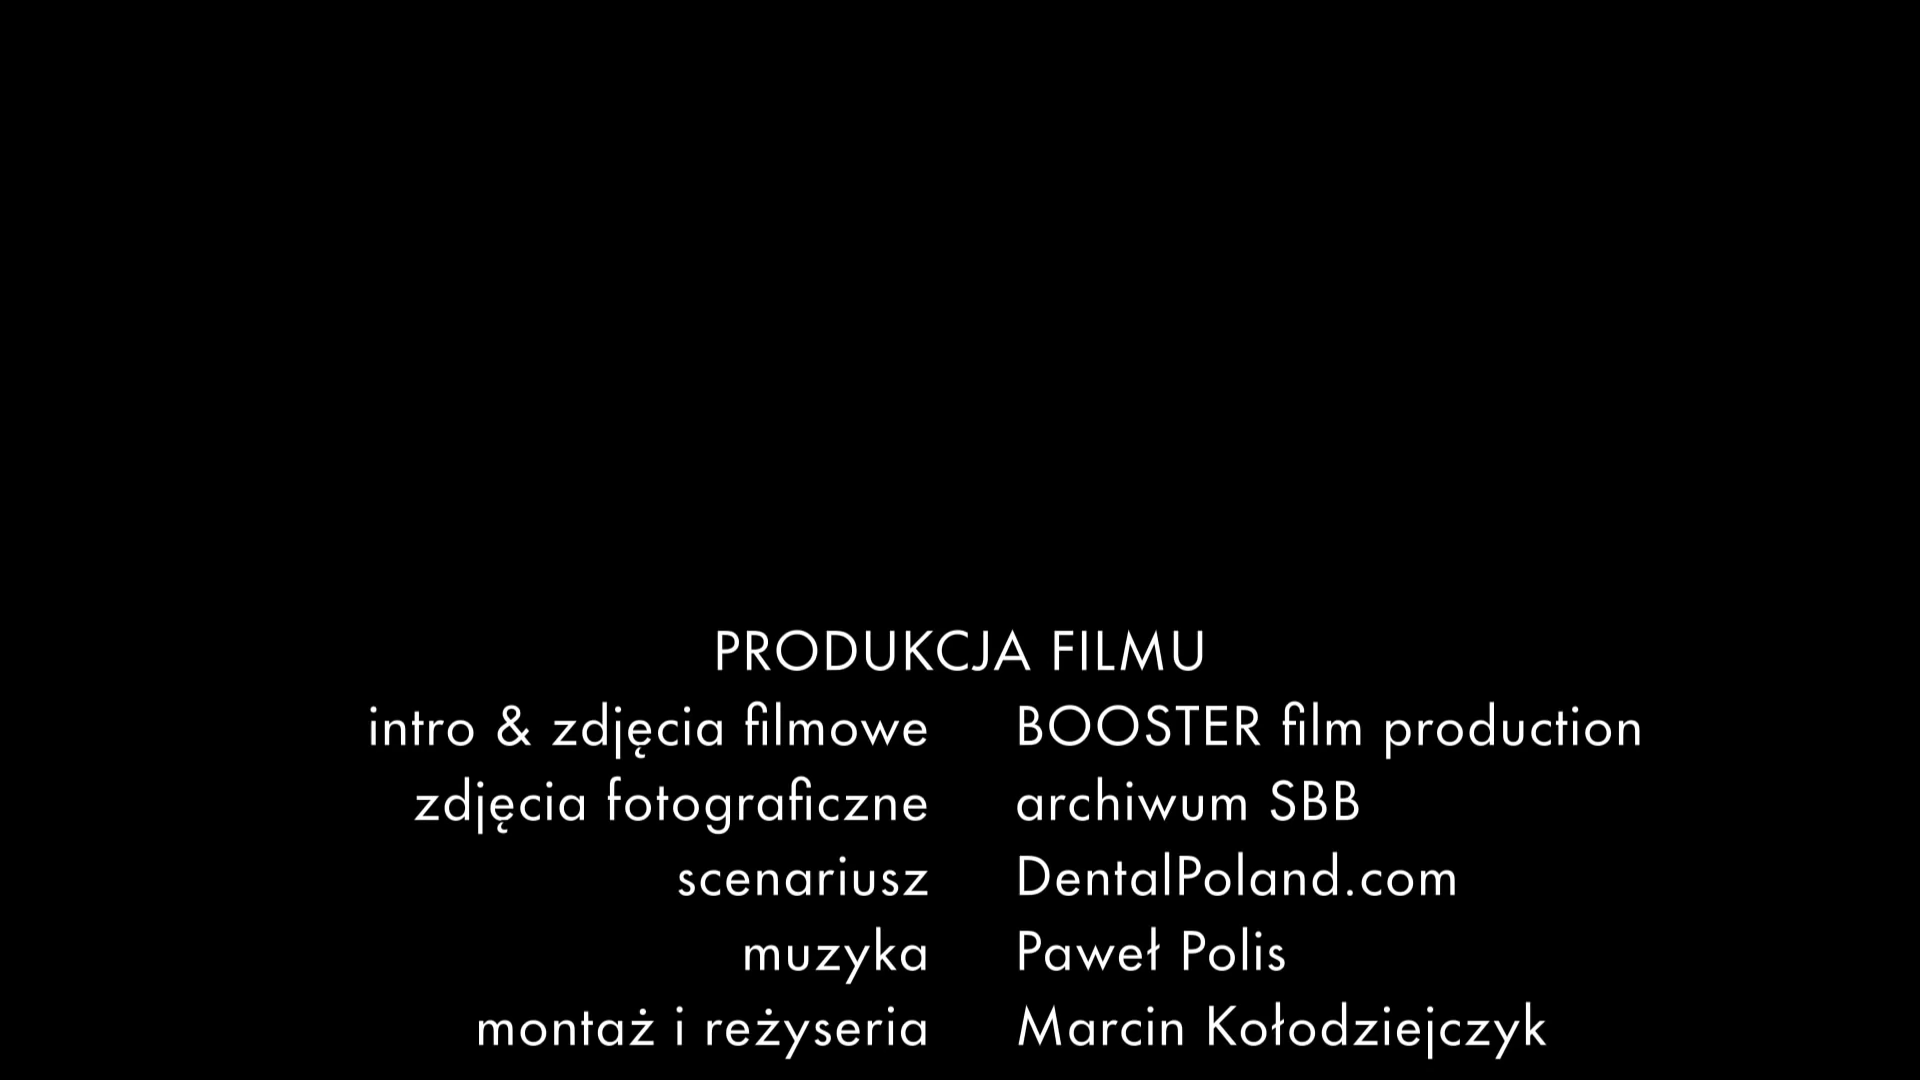 PRODUKCJA FILMU
intro & zdjęcia filmowe BOOSTER film production
zdjęcia fotograficzne archiwum SBB
scenariusz DentalPoland.com
muzyka Paweł Polis
montaż i reżyseria Marcin Kołodziejczyk